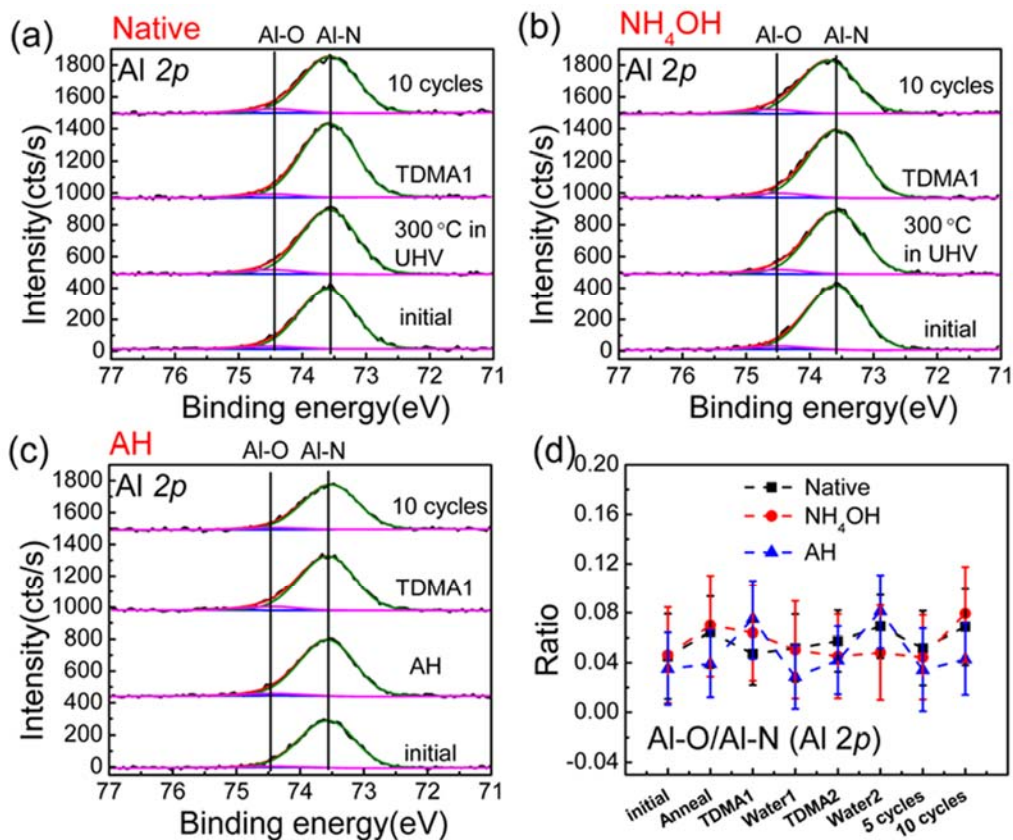 (a) Native
Al-O Al-N
Al 2p
10 cycles
TDMA1
300 °C in
UHV
initial
Intensity(cts/s)
1800
1600
1400
1200
1000
800
600
400
200
0
77 76 75 74 73 72 71
Binding energy(eV)
(b) NH₄OH
Al-O Al-N
Al 2p
10 cycles
TDMA1
300 °C
in UHV
initial
Intensity(cts/s)
1800
1600
1400
1200
1000
800
600
400
200
0
77 76 75 74 73 72 71
Binding energy(eV)
(c) AH
Al-O Al-N
Al 2p
10 cycles
TDMA1
AH
initial
Intensity(cts/s)
1800
1600
1400
1200
1000
800
600
400
200
0
77 76 75 74 73 72 71
Binding energy(eV)
(d)
Native
NH₄OH
AH
Ratio
0.20
0.16
0.12
0.08
0.04
0.00
-0.04
Al-O/Al-N (Al 2p)
initial Anneal TDMA1 Water1 TDMA2 Water2 5 cycles 10 cycles